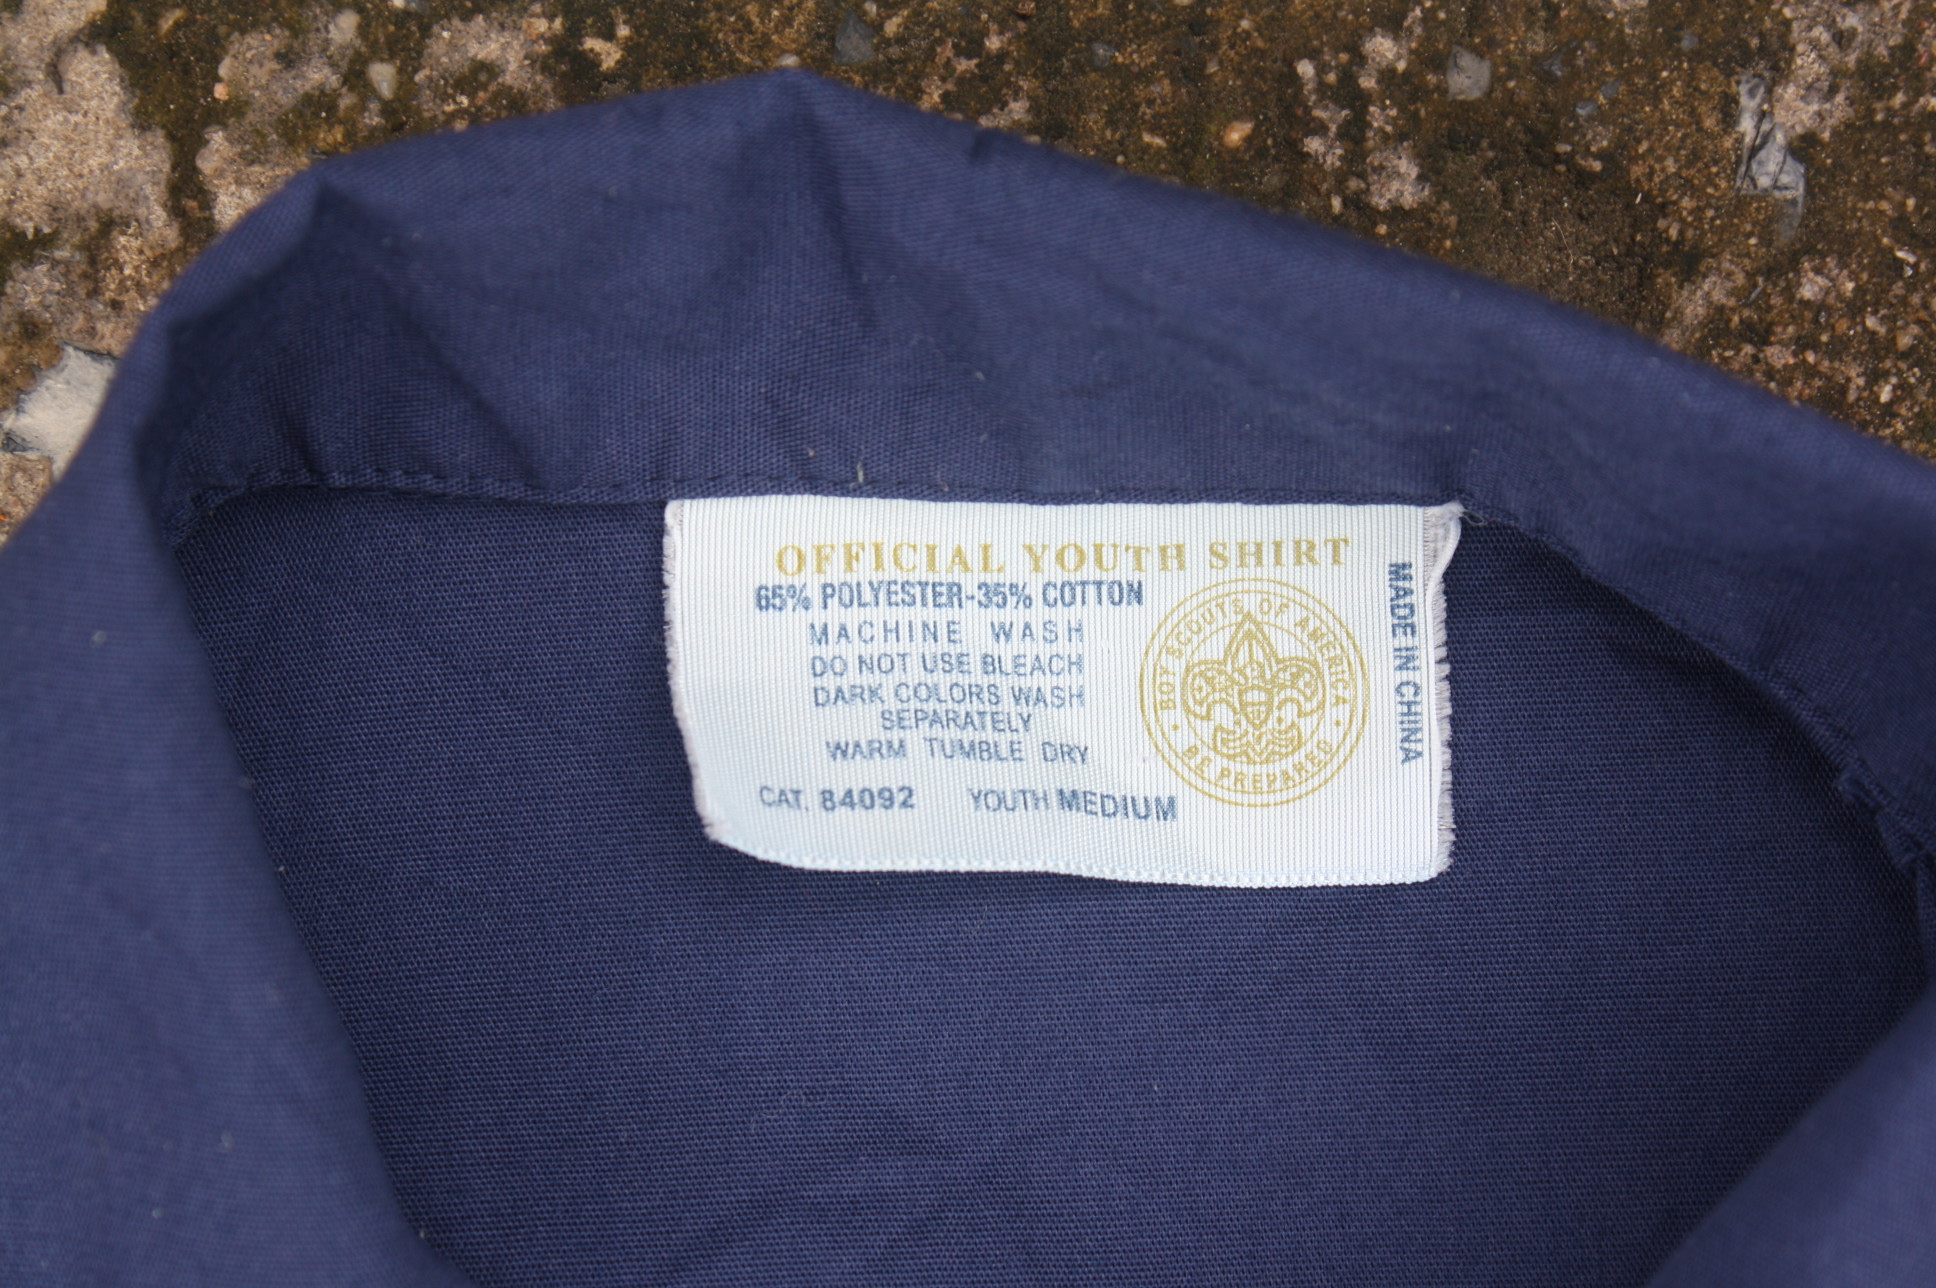 OFFICIAL YOUTH SHIRT
65% POLYESTER-35% COTTON
MACHINE WASH
DO NOT USE BLEACH
DARK COLORS WASH
SEPARATELY
WARM TUMBLE DRY
CAT. 84092 YOUTH MEDIUM
BOY SCOUTS OF AMERICA
• BE PREPARED •
MADE IN CHINA